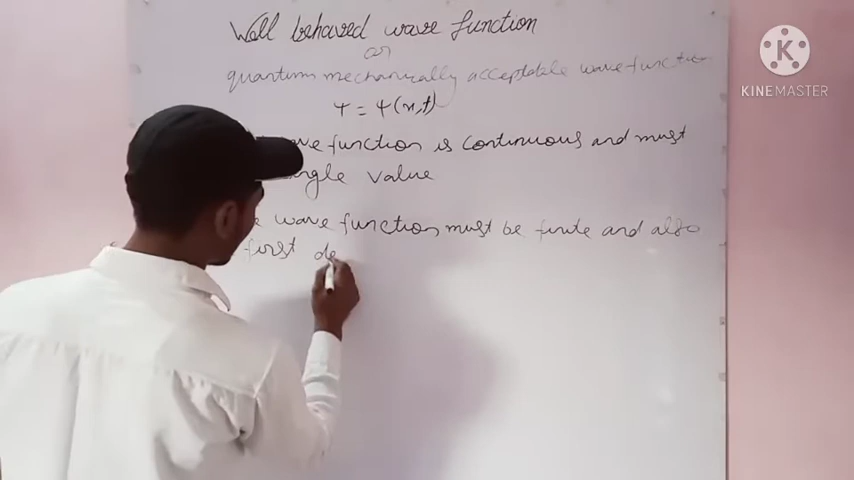 Well behaved wave function
or
quantum mechanically acceptable wave function
Ψ = Ψ(x,t)
wave function is continuous and must
single value
wave function must be finite and also
first de
K
KINEMASTER